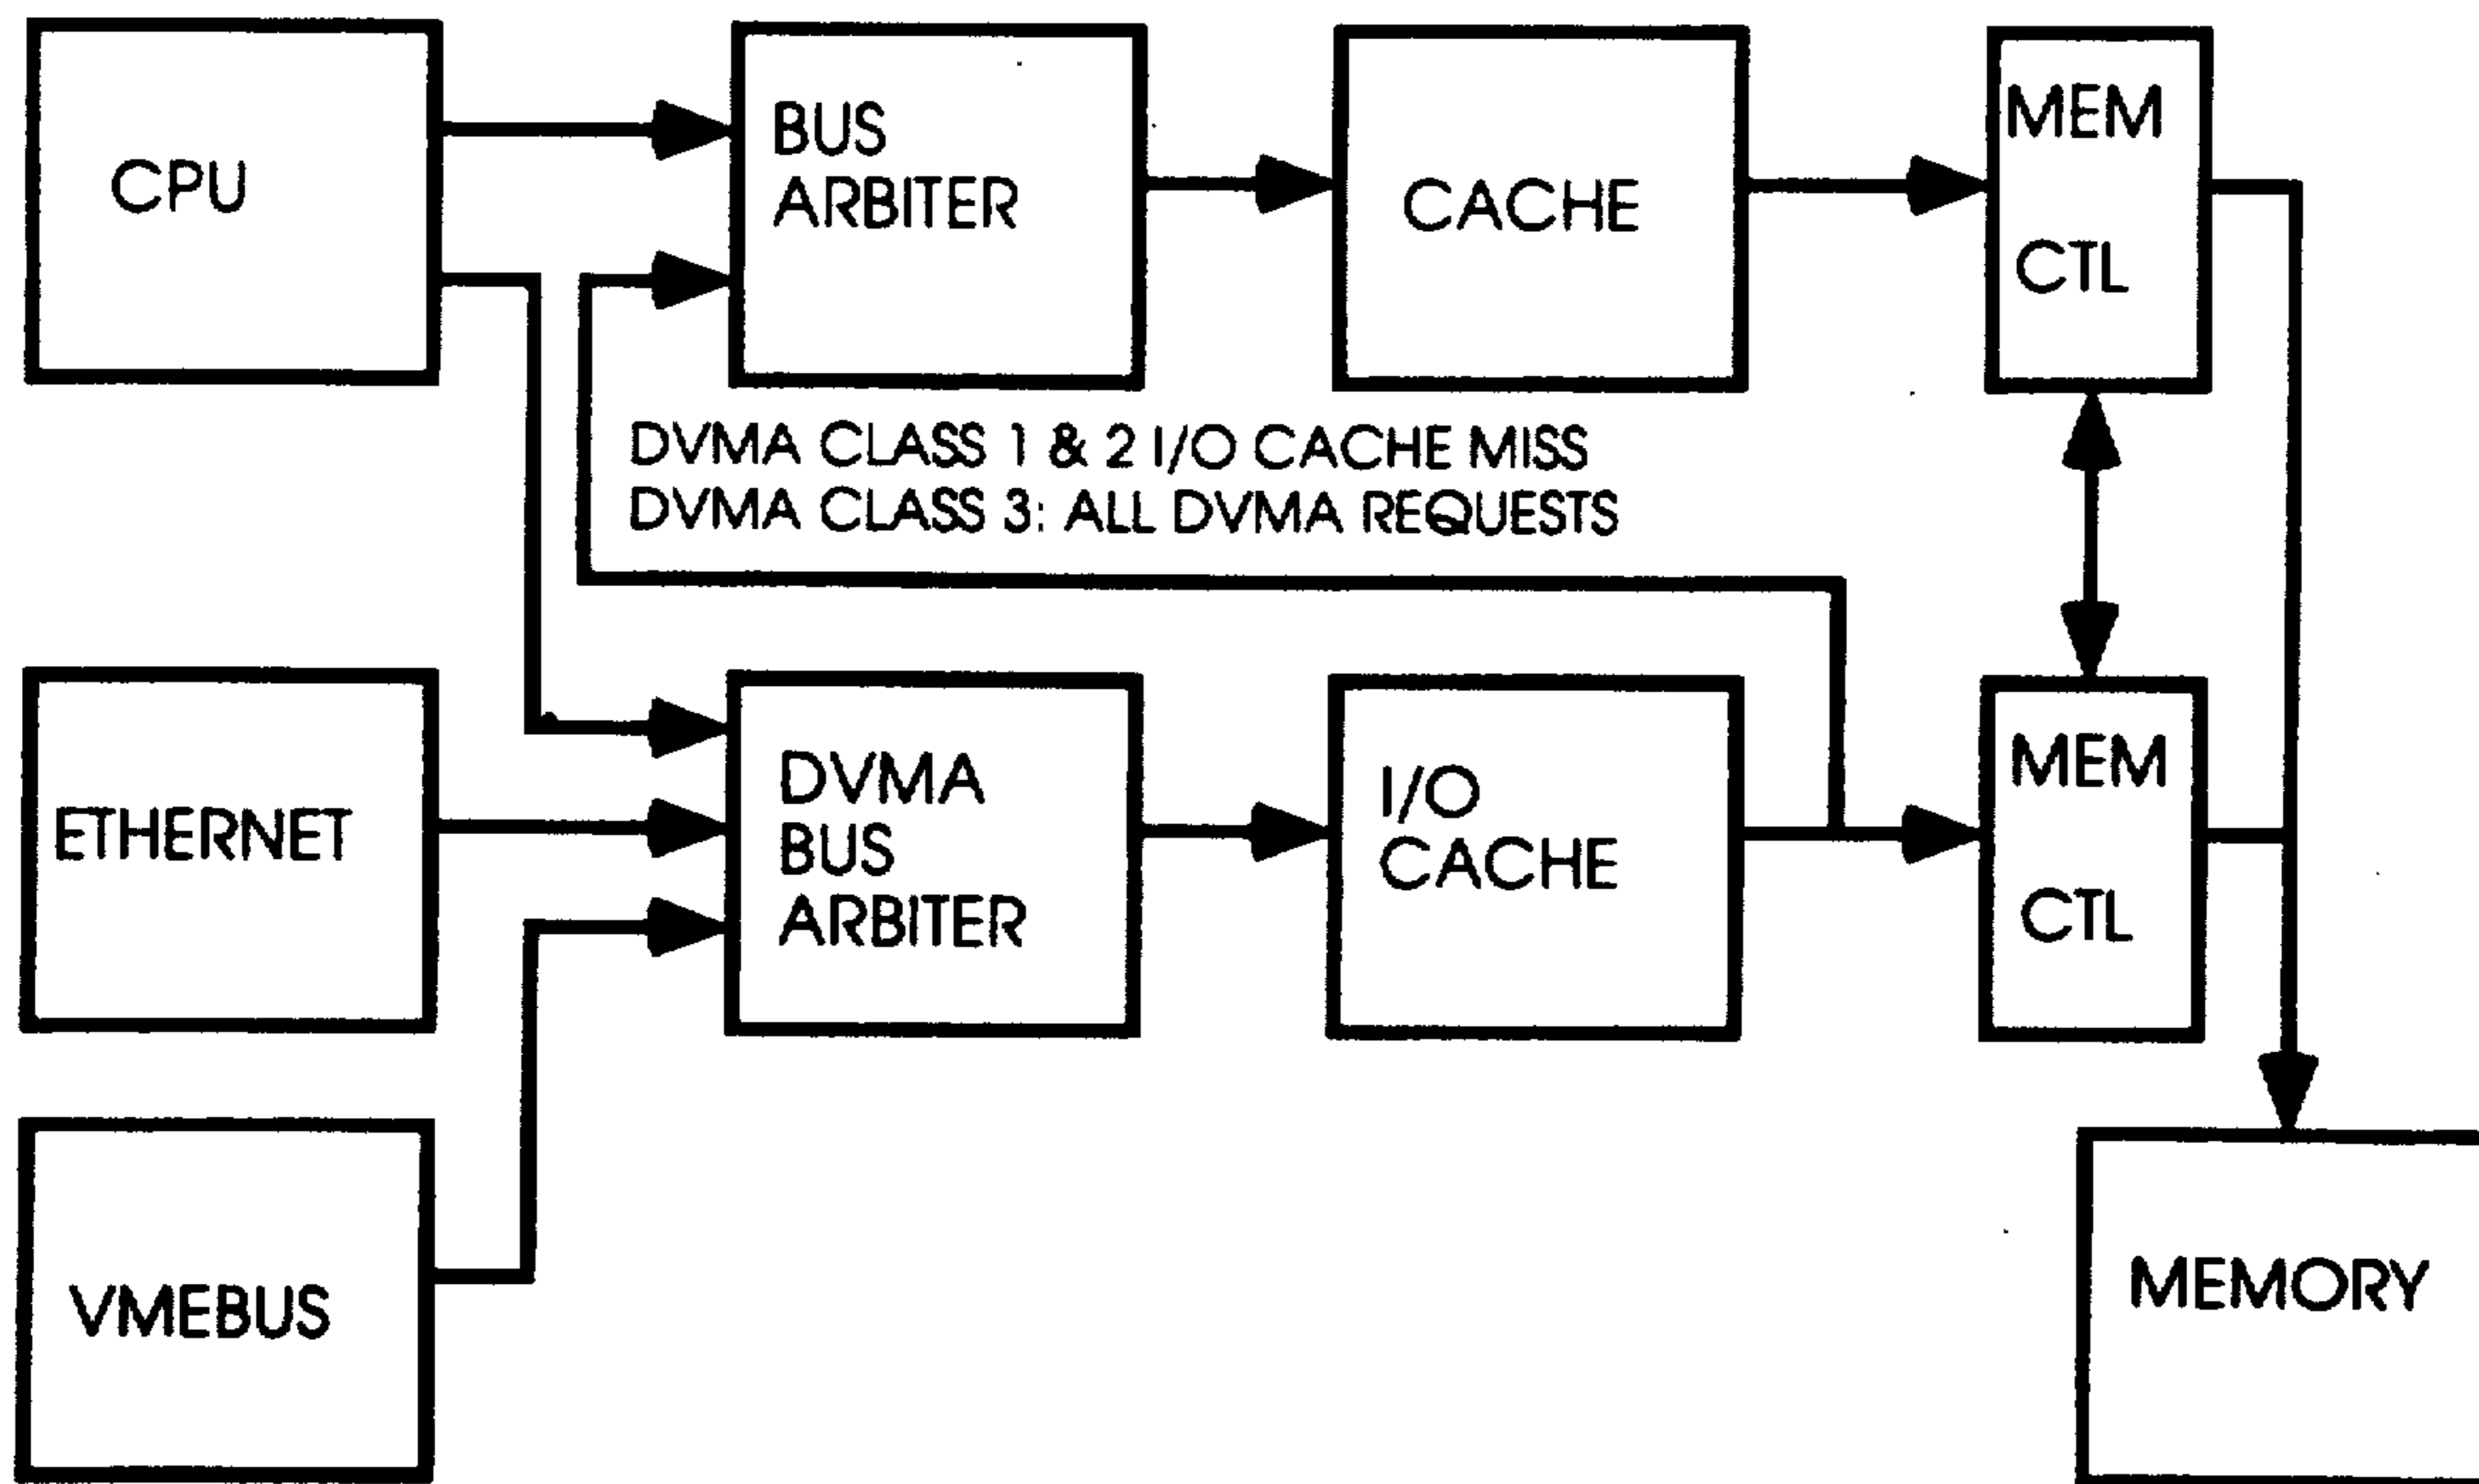 CPU
BUS
ARBITER
CACHE
MEM
CTL
DVMA CLASS 1 & 2 I/O CACHE MISS
DVMA CLASS 3: ALL DVMA REQUESTS
ETHERNET
DVMA
BUS
ARBITER
I/O
CACHE
MEM
CTL
VMEBUS
MEMORY